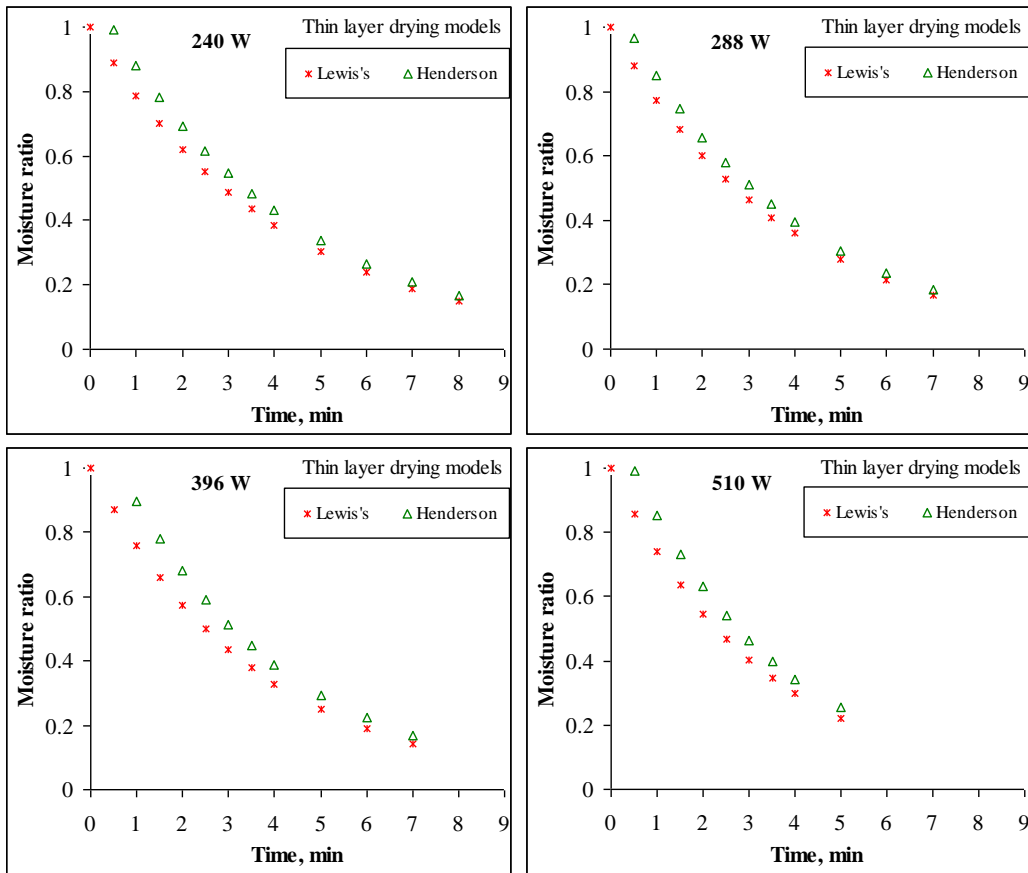 Thin layer drying models
240 W
Lewis's Henderson
1
0.8
0.6
0.4
0.2
0
Moisture ratio
0 1 2 3 4 5 6 7 8 9
Time, min
Thin layer drying models
288 W
Lewis's Henderson
1
0.8
0.6
0.4
0.2
0
Moisture ratio
0 1 2 3 4 5 6 7 8 9
Time, min
Thin layer drying models
396 W
Lewis's Henderson
1
0.8
0.6
0.4
0.2
0
Moisture ratio
0 1 2 3 4 5 6 7 8 9
Time, min
Thin layer drying models
510 W
Lewis's Henderson
1
0.8
0.6
0.4
0.2
0
Moisture ratio
0 1 2 3 4 5 6 7 8 9
Time, min